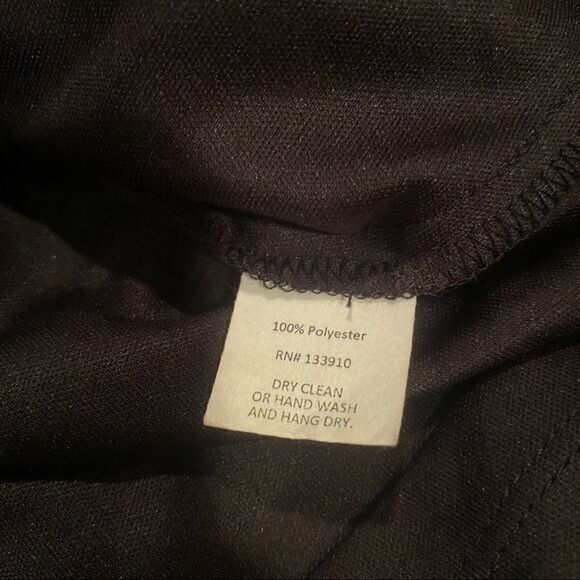 100% Polyester
RN# 133910
DRY CLEAN
OR HAND WASH
AND HANG DRY.